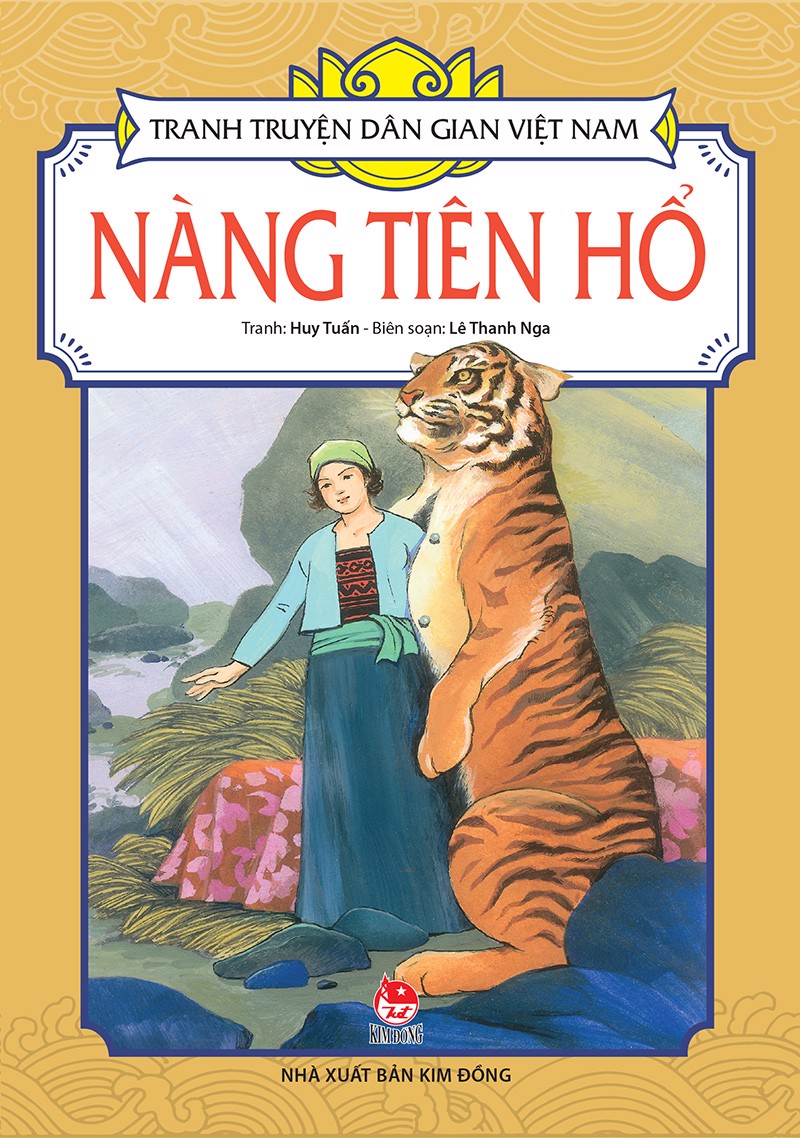 TRANH TRUYỆN DÂN GIAN VIỆT NAM
NÀNG TIÊN HỔ
Tranh: Huy Tuấn - Biên soạn: Lê Thanh Nga
KIM ĐỒNG
NHÀ XUẤT BẢN KIM ĐỒNG